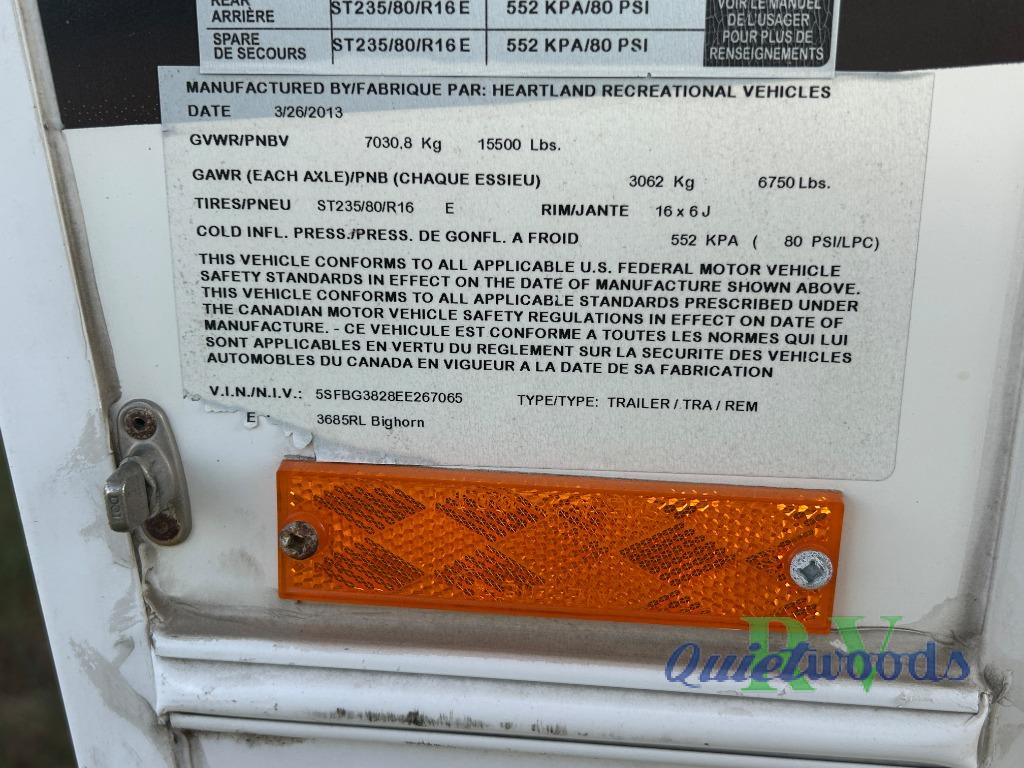 REAR
ARRIÈRE ST235/80/R16 E 552 KPA/80 PSI
SPARE
DE SECOURS ST235/80/R16 E 552 KPA/80 PSI
VOIR LE MANUEL
DE L'USAGER
POUR PLUS DE
RENSEIGNEMENTS
MANUFACTURED BY/FABRIQUE PAR: HEARTLAND RECREATIONAL VEHICLES
DATE 3/26/2013
GVWR/PNBV 7030,8 Kg 15500 Lbs.
GAWR (EACH AXLE)/PNB (CHAQUE ESSIEU) 3062 Kg 6750 Lbs.
TIRES/PNEU ST235/80/R16 E RIM/JANTE 16 x 6 J
COLD INFL. PRESS./PRESS. DE GONFL. A FROID 552 KPA ( 80 PSI/LPC)
THIS VEHICLE CONFORMS TO ALL APPLICABLE U.S. FEDERAL MOTOR VEHICLE
SAFETY STANDARDS IN EFFECT ON THE DATE OF MANUFACTURE SHOWN ABOVE.
THIS VEHICLE CONFORMS TO ALL APPLICABLE STANDARDS PRESCRIBED UNDER
THE CANADIAN MOTOR VEHICLE SAFETY REGULATIONS IN EFFECT ON DATE OF
MANUFACTURE. - CE VEHICULE EST CONFORME A TOUTES LES NORMES QUI LUI
SONT APPLICABLES EN VERTU DU REGLEMENT SUR LA SECURITE DES VEHICLES
AUTOMOBILES DU CANADA EN VIGUEUR A LA DATE DE SA FABRICATION
V.I.N./N.I.V.: 5SFBG3828EE267065 TYPE/TYPE: TRAILER / TRA / REM
3685RL Bighorn
Quietwoods RV